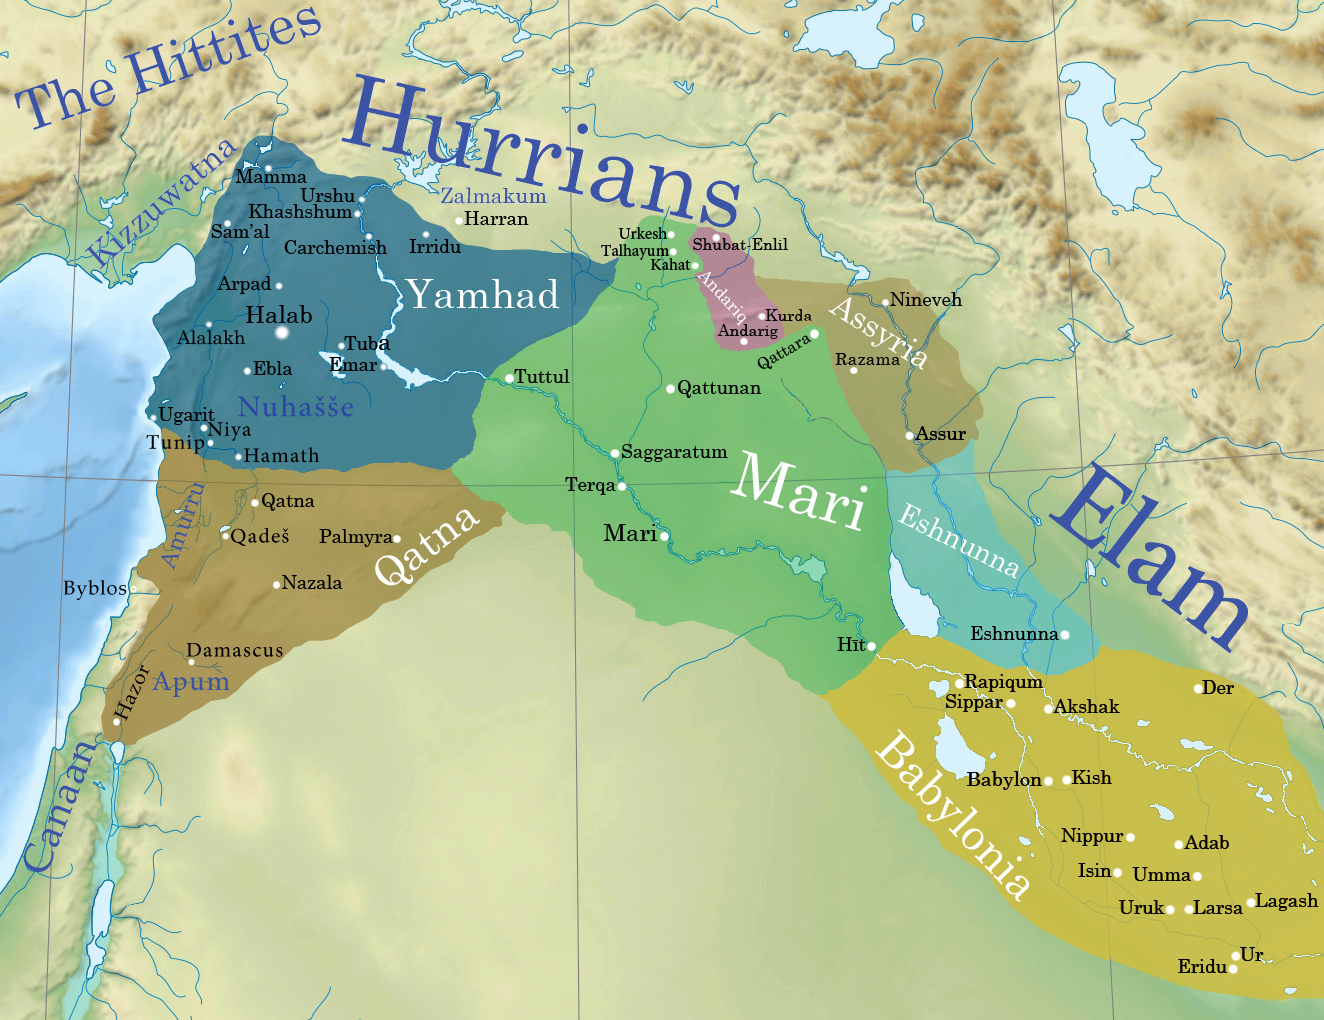 The Hittites
Hurrians
Kizzuwatna
Mamma
Urshu
Khashshum
Zalmakum
Harran
Sam'al
Carchemish
Irridu
Urkesh
Talhayum
Kahat
Shubat-Enlil
Andariq
Kurda
Andarig
Arpad
Yamhad
Halab
Alalakh
Tuba
Emar
Ebla
Nuhašše
Ugarit
Niya
Tunip
Hamath
Tuttul
Qattunan
Qattara
Assyria
Nineveh
Razama
Assur
Saggaratum
Terqa
Mari
Mari
Elam
Eshnunna
Eshnunna
Amurru
Qatna
Qadeš
Palmyra
Qatna
Byblos
Nazala
Damascus
Apum
Hazor
Canaan
Hīt
Rapiqum
Sippar
Akshak
Der
Babylonia
Babylon
Kish
Nippur
Adab
Isin
Umma
Uruk
Larsa
Lagash
Ur
Eridu